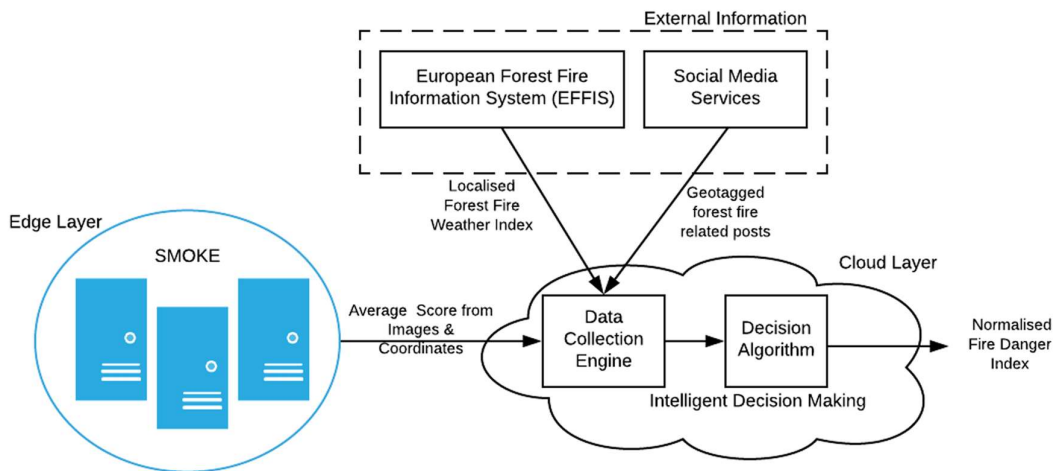 External Information
European Forest Fire
Information System (EFFIS)
Social Media
Services
Localised
Forest Fire
Weather Index
Geotagged
forest fire
related posts
Edge Layer
SMOKE
Average Score from
Images &
Coordinates
Cloud Layer
Data
Collection
Engine
Decision
Algorithm
Intelligent Decision Making
Normalised
Fire Danger
Index